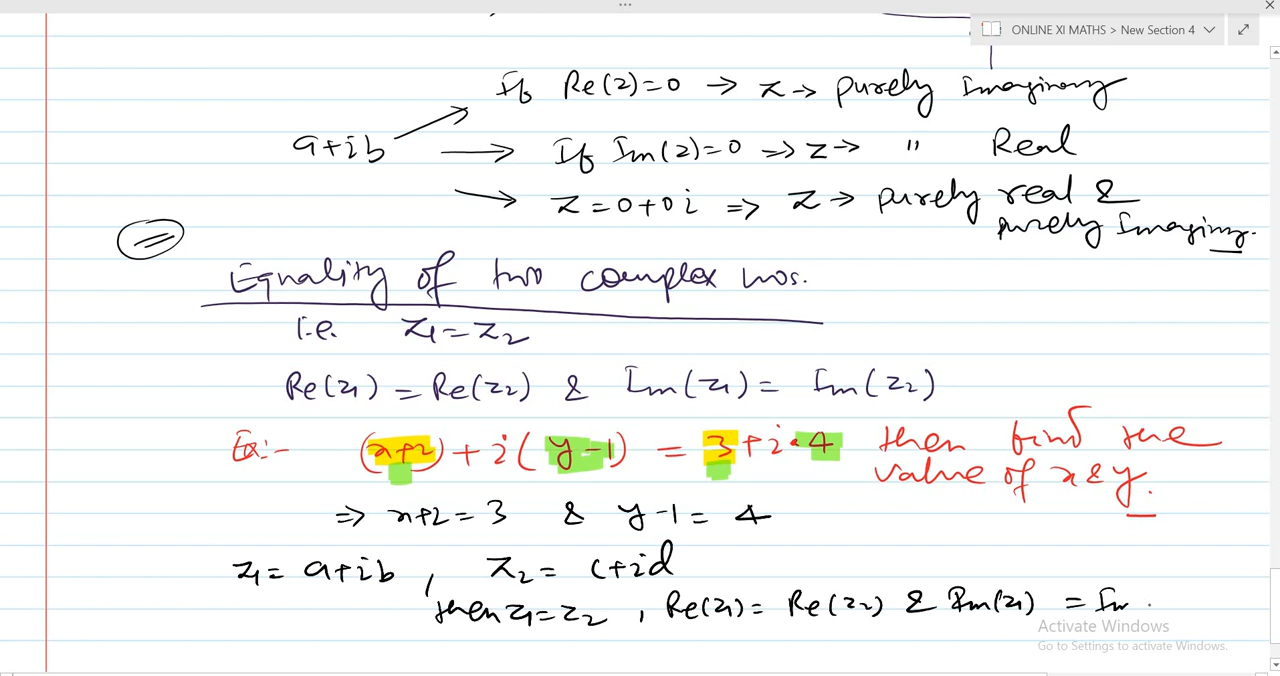 ONLINE XI MATHS > New Section 4
If Re(z)=0 → z → purely Imaginary
a+ib
If Im(z)=0 ⇒ z → " Real
z=0+0i ⇒ z → purely real &
purely Imaginary.
Equality of two complex nos.
i.e. z1=z2
Re(z1) = Re(z2) & Im(z1) = Im(z2)
Ex:- (x+2) + i(y-1) = 3+i•4 then find the
value of x & y.
⇒ x+2=3 & y-1=4
z1= a+ib, z2= c+id
then z1=z2, Re(z1)= Re(z2) & Im(z1) = Im
Activate Windows
Go to Settings to activate Windows.